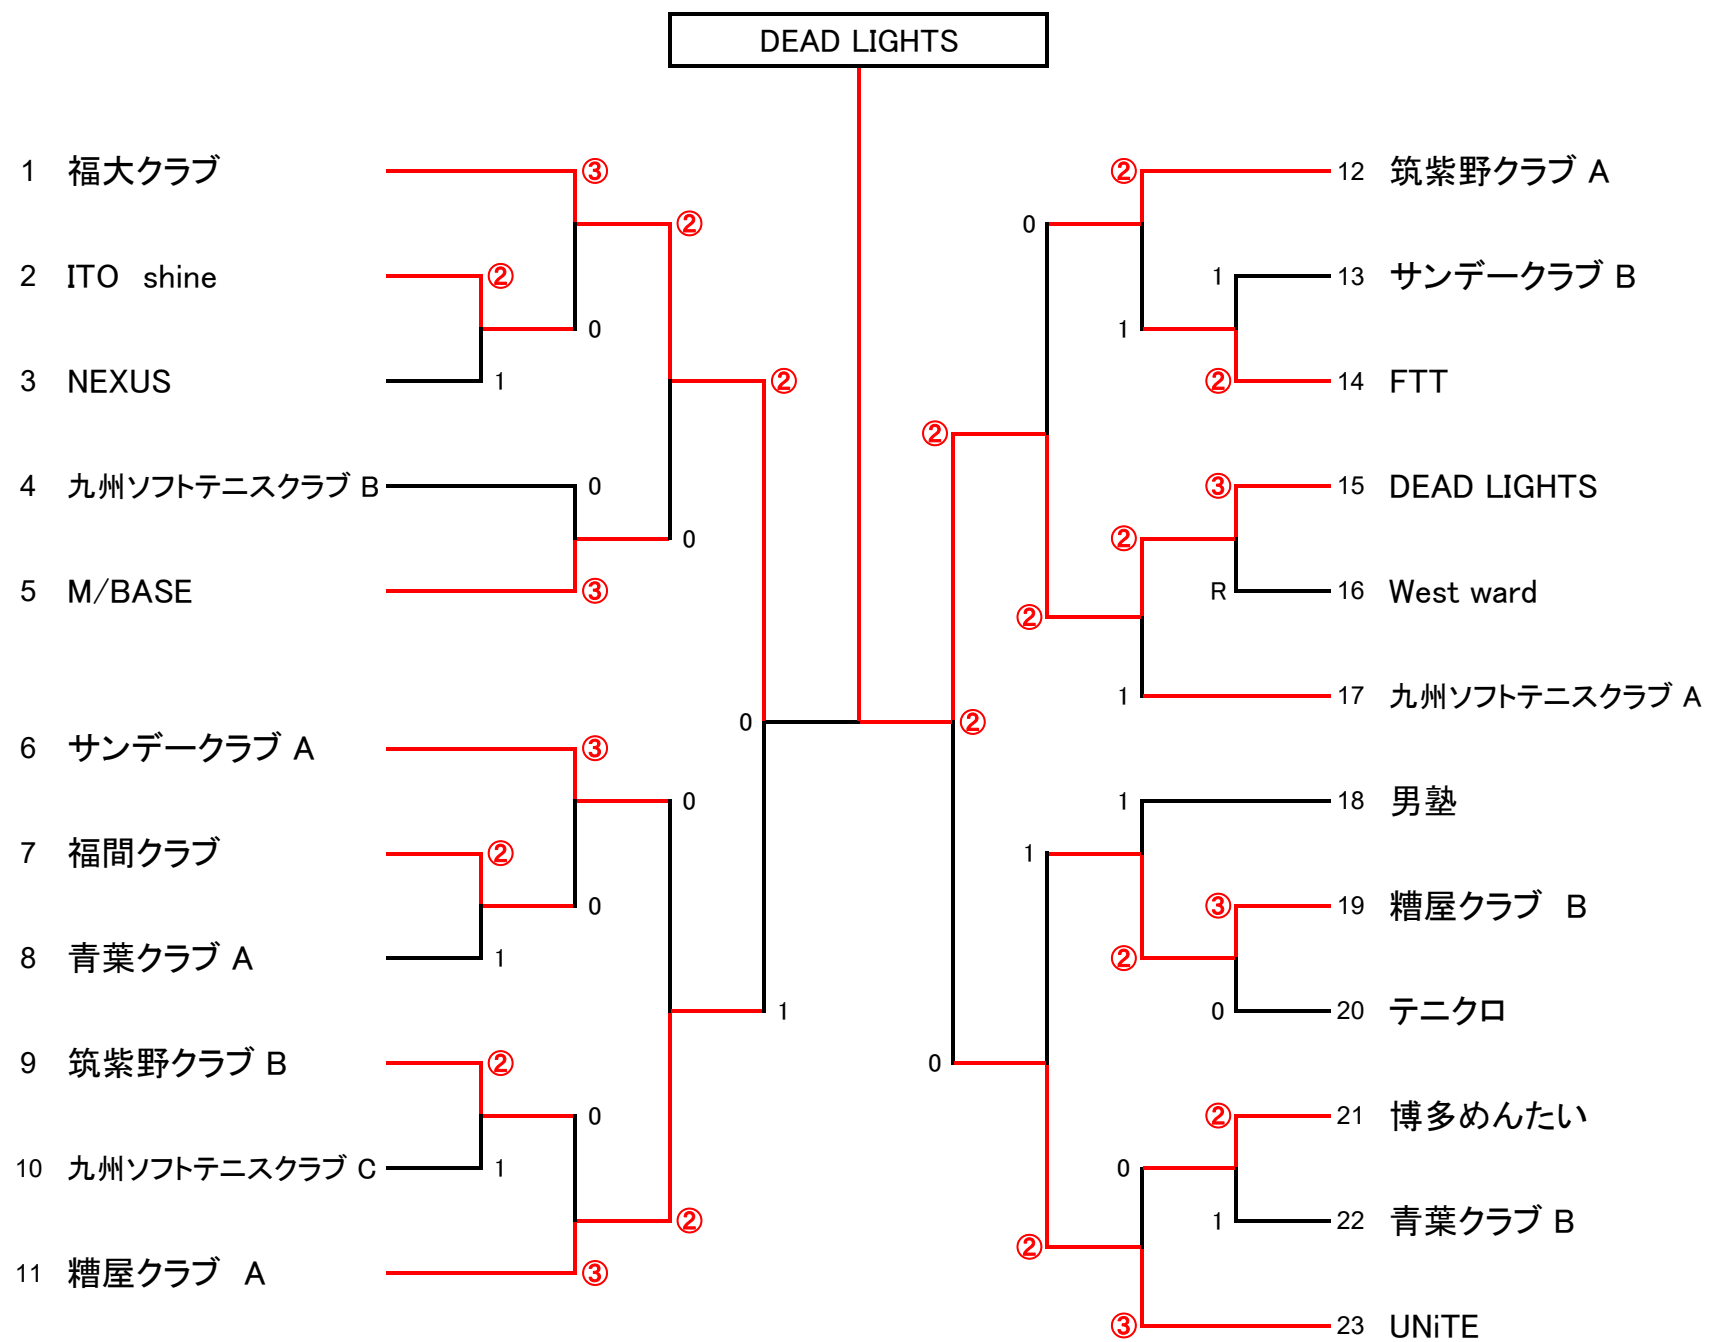 DEAD LIGHTS
1 福大クラブ ③
②
2 ITO　shine ②
0
3 NEXUS 1
②
4 九州ソフトテニスクラブ B 0
0
5 M/BASE ③
0
6 サンデークラブ A ③
0
7 福間クラブ ②
0
8 青葉クラブ A 1
1
9 筑紫野クラブ B ②
0
10 九州ソフトテニスクラブ C 1
②
11 糟屋クラブ　A ③
② 12 筑紫野クラブ A
0
1 13 サンデークラブ B
1
② 14 FTT
②
③ 15 DEAD LIGHTS
②
R 16 West ward
②
1 17 九州ソフトテニスクラブ A
②
1 18 男塾
1
③ 19 糟屋クラブ　B
②
0 20 テニクロ
0
② 21 博多めんたい
0
1 22 青葉クラブ B
②
③ 23 UNiTE